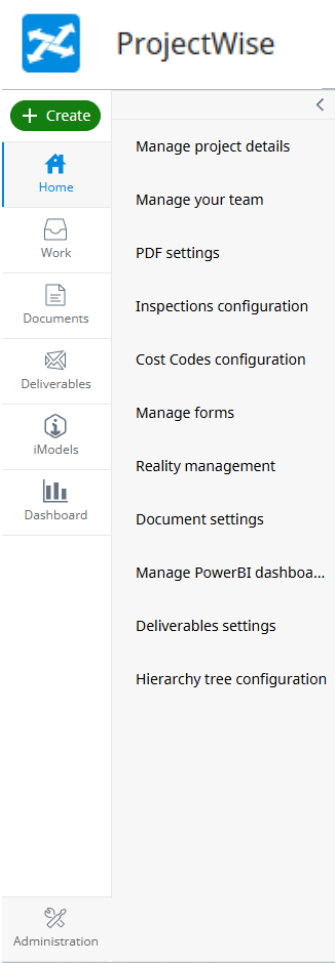 ProjectWise
+ Create
Home
Work
Documents
Deliverables
iModels
Dashboard
Administration
Manage project details
Manage your team
PDF settings
Inspections configuration
Cost Codes configuration
Manage forms
Reality management
Document settings
Manage PowerBI dashboa...
Deliverables settings
Hierarchy tree configuration